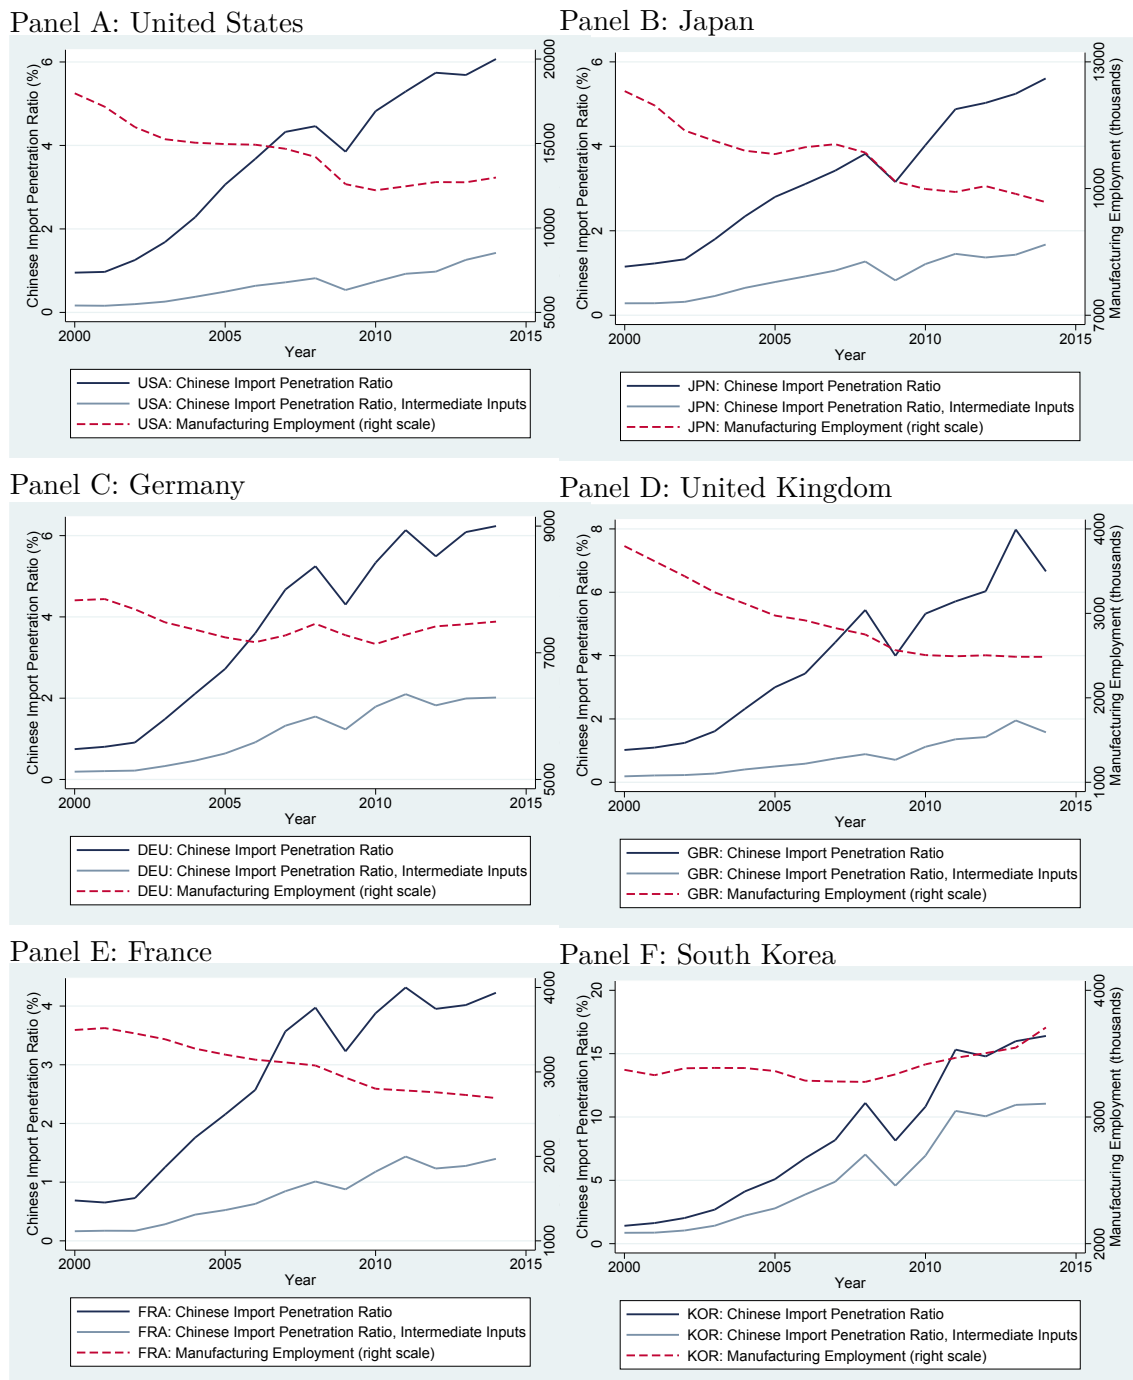 Panel A: United States
Chinese Import Penetration Ratio (%)
0
2
4
6
5000
10000
15000
20000
2000
2005
2010
2015
Year
USA: Chinese Import Penetration Ratio
USA: Chinese Import Penetration Ratio, Intermediate Inputs
USA: Manufacturing Employment (right scale)
Panel B: Japan
Chinese Import Penetration Ratio (%)
0
2
4
6
7000
10000
13000
Manufacturing Employment (thousands)
2000
2005
2010
2015
Year
JPN: Chinese Import Penetration Ratio
JPN: Chinese Import Penetration Ratio, Intermediate Inputs
JPN: Manufacturing Employment (right scale)
Panel C: Germany
Chinese Import Penetration Ratio (%)
0
2
4
6
5000
7000
9000
2000
2005
2010
2015
Year
DEU: Chinese Import Penetration Ratio
DEU: Chinese Import Penetration Ratio, Intermediate Inputs
DEU: Manufacturing Employment (right scale)
Panel D: United Kingdom
Chinese Import Penetration Ratio (%)
0
2
4
6
8
1000
2000
3000
4000
Manufacturing Employment (thousands)
2000
2005
2010
2015
Year
GBR: Chinese Import Penetration Ratio
GBR: Chinese Import Penetration Ratio, Intermediate Inputs
GBR: Manufacturing Employment (right scale)
Panel E: France
Chinese Import Penetration Ratio (%)
0
1
2
3
4
1000
2000
3000
4000
2000
2005
2010
2015
Year
FRA: Chinese Import Penetration Ratio
FRA: Chinese Import Penetration Ratio, Intermediate Inputs
FRA: Manufacturing Employment (right scale)
Panel F: South Korea
Chinese Import Penetration Ratio (%)
0
5
10
15
20
2000
3000
4000
Manufacturing Employment (thousands)
2000
2005
2010
2015
Year
KOR: Chinese Import Penetration Ratio
KOR: Chinese Import Penetration Ratio, Intermediate Inputs
KOR: Manufacturing Employment (right scale)